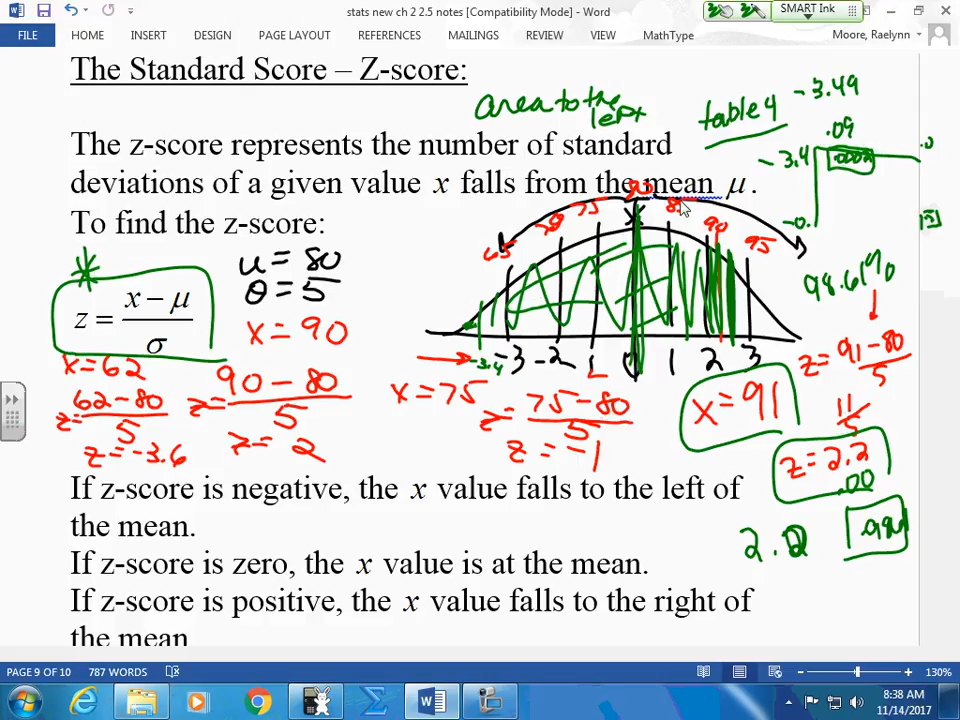 stats new ch 2 2.5 notes [Compatibility Mode] - Word
SMART Ink
FILE HOME INSERT DESIGN PAGE LAYOUT REFERENCES MAILINGS REVIEW VIEW MathType Moore, Raelynn
The Standard Score – Z-score:
area to the left
table 4
-3.49
.09
-3.4
.0002
-0.
.0
The z-score represents the number of standard
deviations of a given value x falls from the mean μ.
To find the z-score:
z = x − μ / σ
u = 80
σ = 5
x = 90
z = 90 - 80 / 5
z = 2
x = 62
z = 62 - 80 / 5
z = -3.6
65 70 75 90 95
-3.4 -3 -2 1 0 1 2 3
x = 75
z = 75 - 80 / 5
z = -1
x = 91
98.61%
z = 91 - 80 / 5
11/5
z = 2.2
.00
2.2
If z-score is negative, the x value falls to the left of
the mean.
If z-score is zero, the x value is at the mean.
If z-score is positive, the x value falls to the right of
the mean
PAGE 9 OF 10 787 WORDS 130%
8:38 AM
11/14/2017